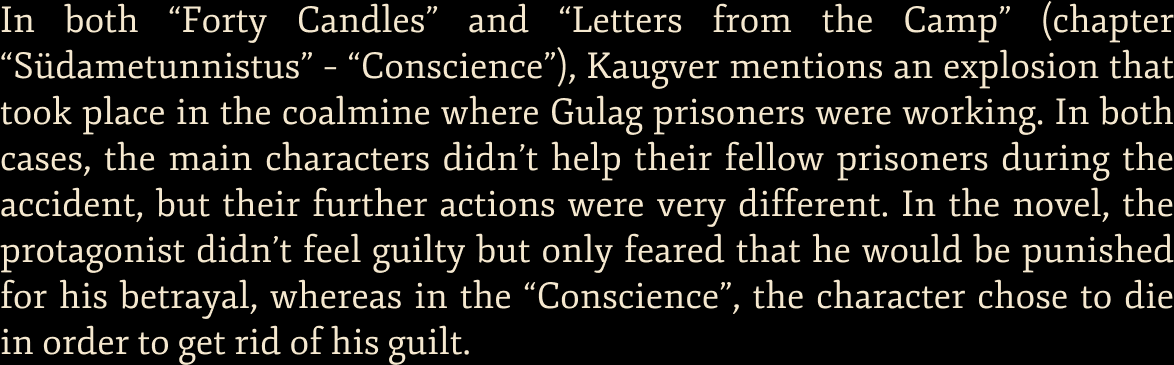 In both “Forty Candles” and “Letters from the Camp” (chapter
“Südametunnistus” – “Conscience”), Kaugver mentions an explosion that
took place in the coalmine where Gulag prisoners were working. In both
cases, the main characters didn’t help their fellow prisoners during the
accident, but their further actions were very different. In the novel, the
protagonist didn’t feel guilty but only feared that he would be punished
for his betrayal, whereas in the “Conscience”, the character chose to die
in order to get rid of his guilt.